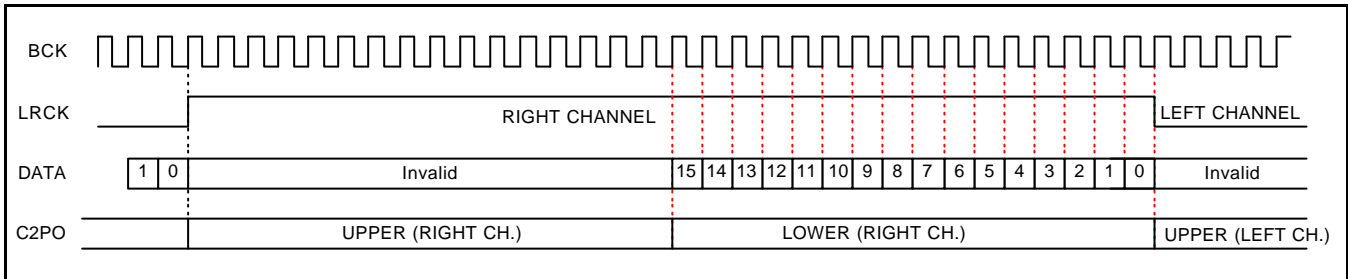 BCK
LRCK RIGHT CHANNEL LEFT CHANNEL
DATA 1 0 Invalid 15 14 13 12 11 10 9 8 7 6 5 4 3 2 1 0 Invalid
C2PO UPPER (RIGHT CH.) LOWER (RIGHT CH.) UPPER (LEFT CH.)